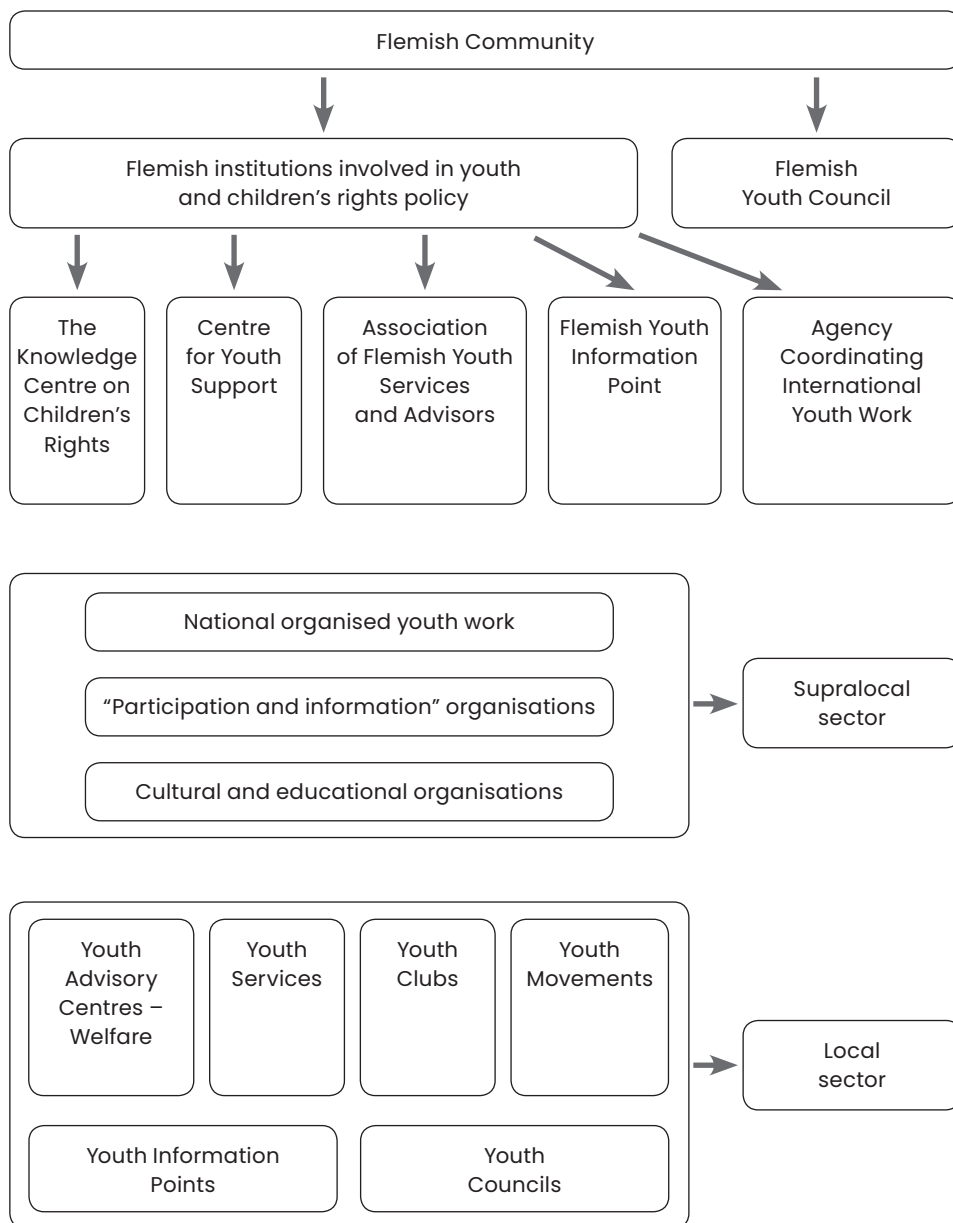 Flemish Community
Flemish institutions involved in youth
and children’s rights policy
Flemish
Youth Council
The
Knowledge
Centre on
Children’s
Rights
Centre
for Youth
Support
Association
of Flemish Youth
Services
and Advisors
Flemish Youth
Information
Point
Agency
Coordinating
International
Youth Work
National organised youth work
“Participation and information” organisations
Cultural and educational organisations
Supralocal
sector
Youth
Advisory
Centres –
Welfare
Youth
Services
Youth
Clubs
Youth
Movements
Youth Information
Points
Youth
Councils
Local
sector